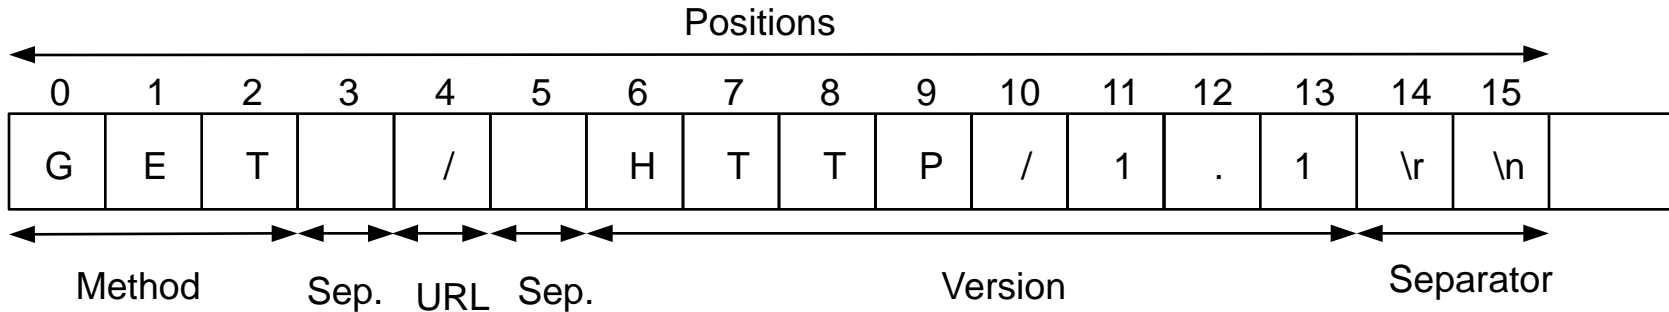 Positions
0 1 2 3 4 5 6 7 8 9 10 11 12 13 14 15
G E T / H T T P / 1 . 1 \r \n
Method Sep. URL Sep. Version Separator